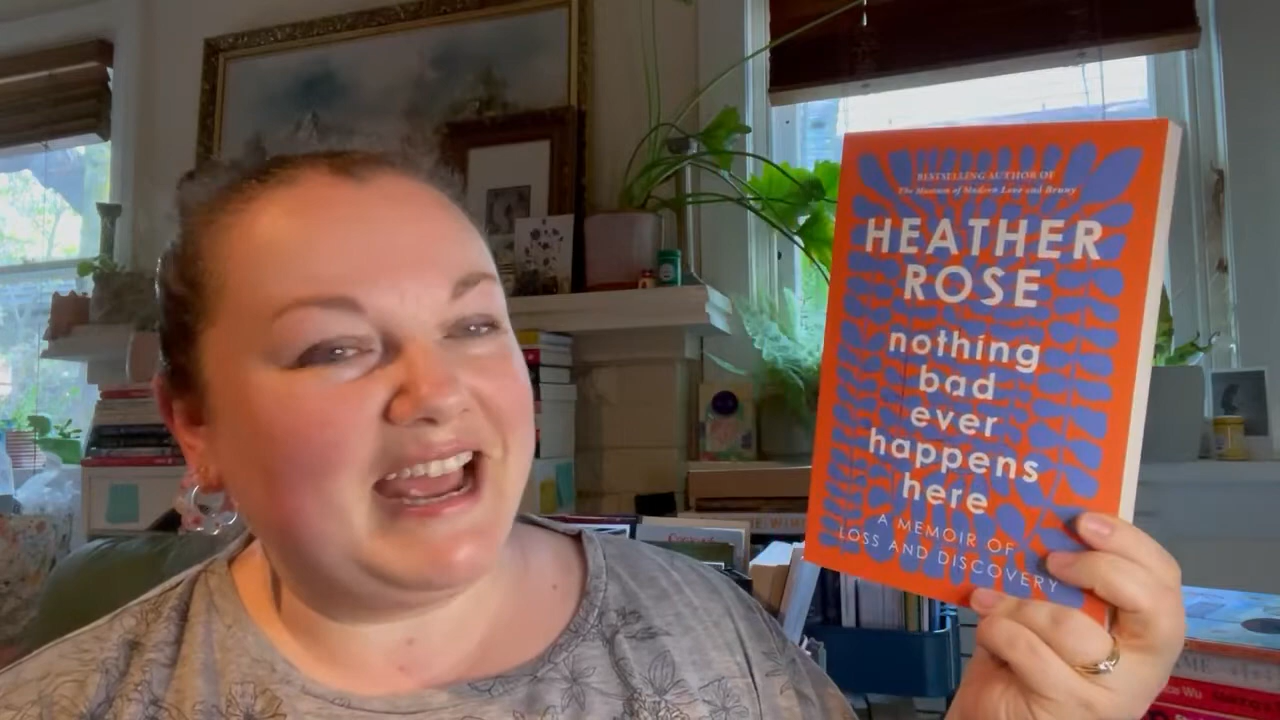 BESTSELLING AUTHOR OF
The Museum of Modern Love and Bruny
HEATHER
ROSE
nothing
bad
ever
happens
here
A MEMOIR OF
LOSS AND DISCOVERY